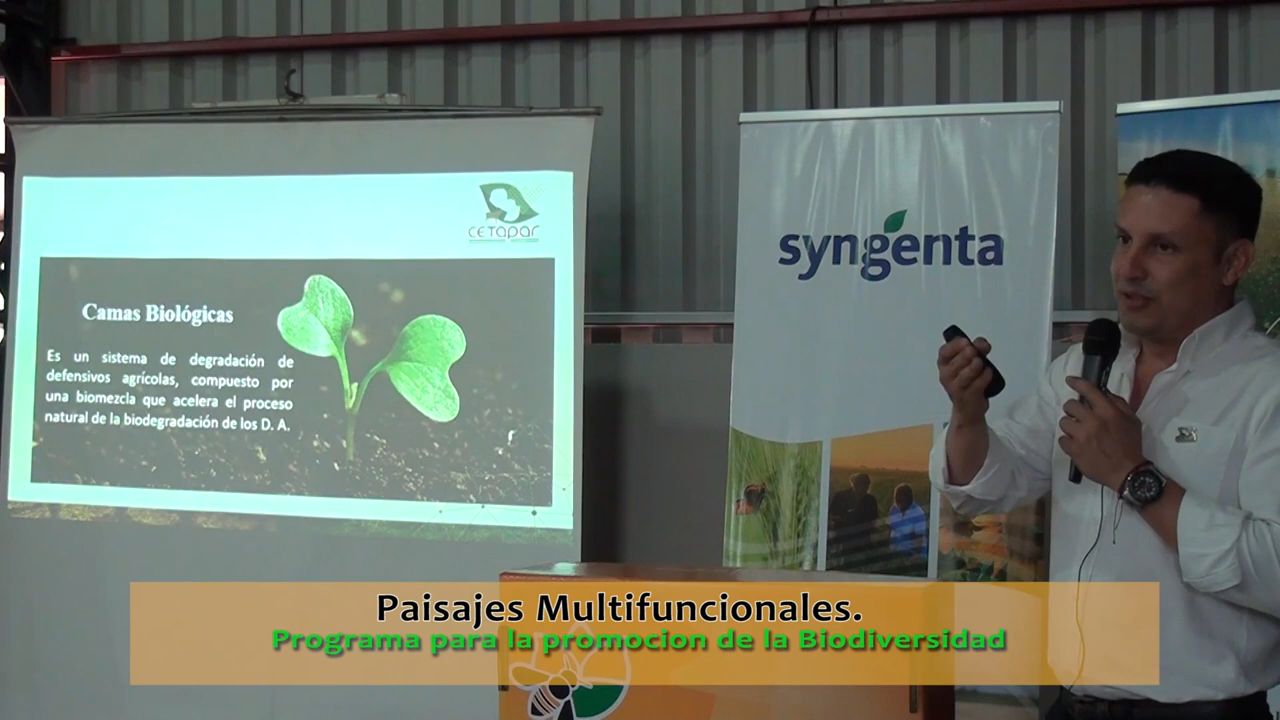 CETAPAR
Camas Biológicas
Es un sistema de degradación de
defensivos agrícolas, compuesto por
una biomezcla que acelera el proceso
natural de la biodegradación de los D. A.
syngenta
Paisajes Multifuncionales.
Programa para la promocion de la Biodiversidad